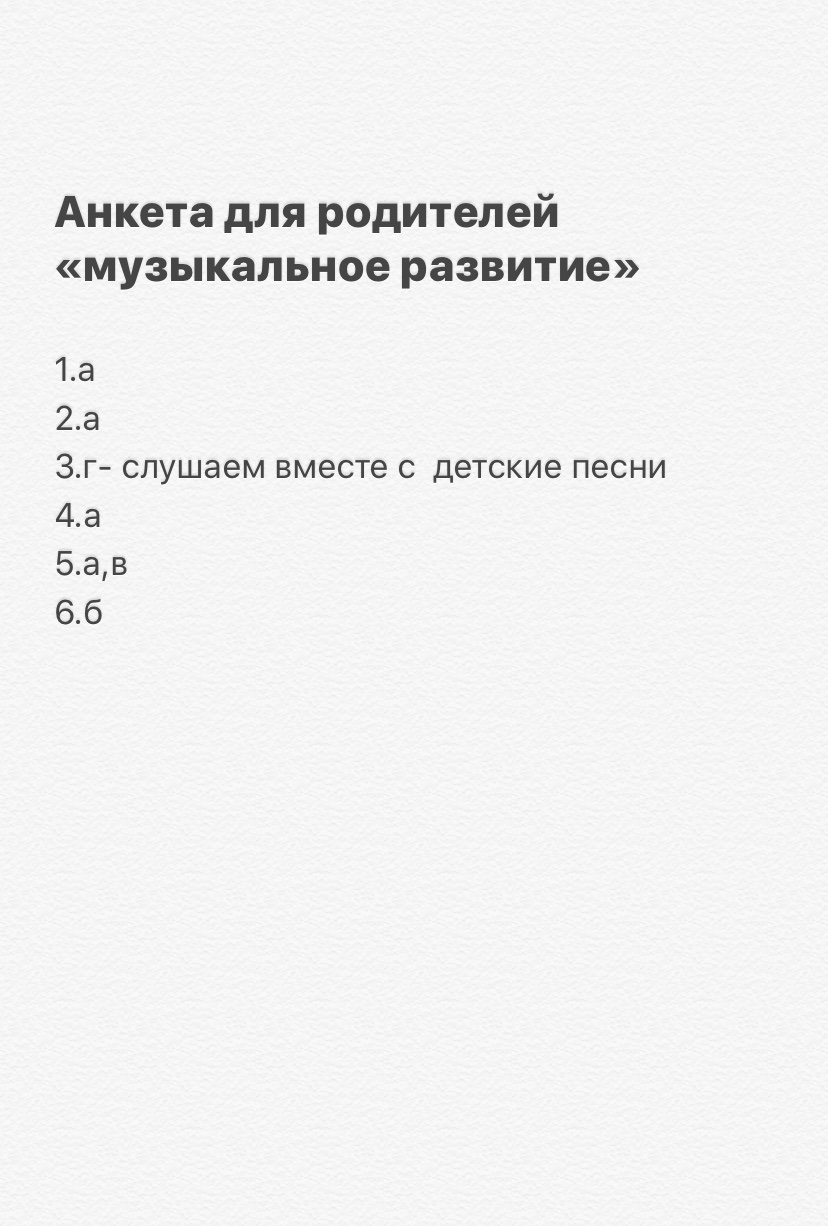 Анкета для родителей
«музыкальное развитие»
1.а
2.а
3.г- слушаем вместе с  детские песни
4.а
5.а,в
6.б